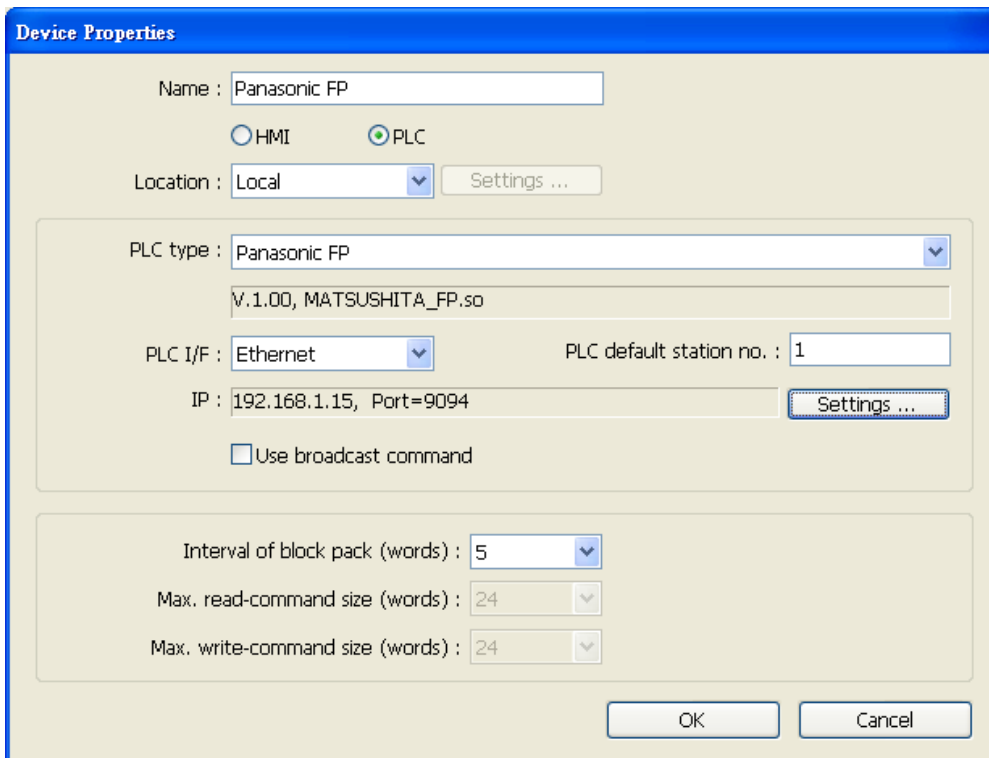 Device Properties
Name : Panasonic FP
HMI PLC
Location : Local Settings ...
PLC type : Panasonic FP
V.1.00, MATSUSHITA_FP.so
PLC I/F : Ethernet PLC default station no. : 1
IP : 192.168.1.15, Port=9094 Settings ...
Use broadcast command
Interval of block pack (words) : 5
Max. read-command size (words) : 24
Max. write-command size (words) : 24
OK Cancel